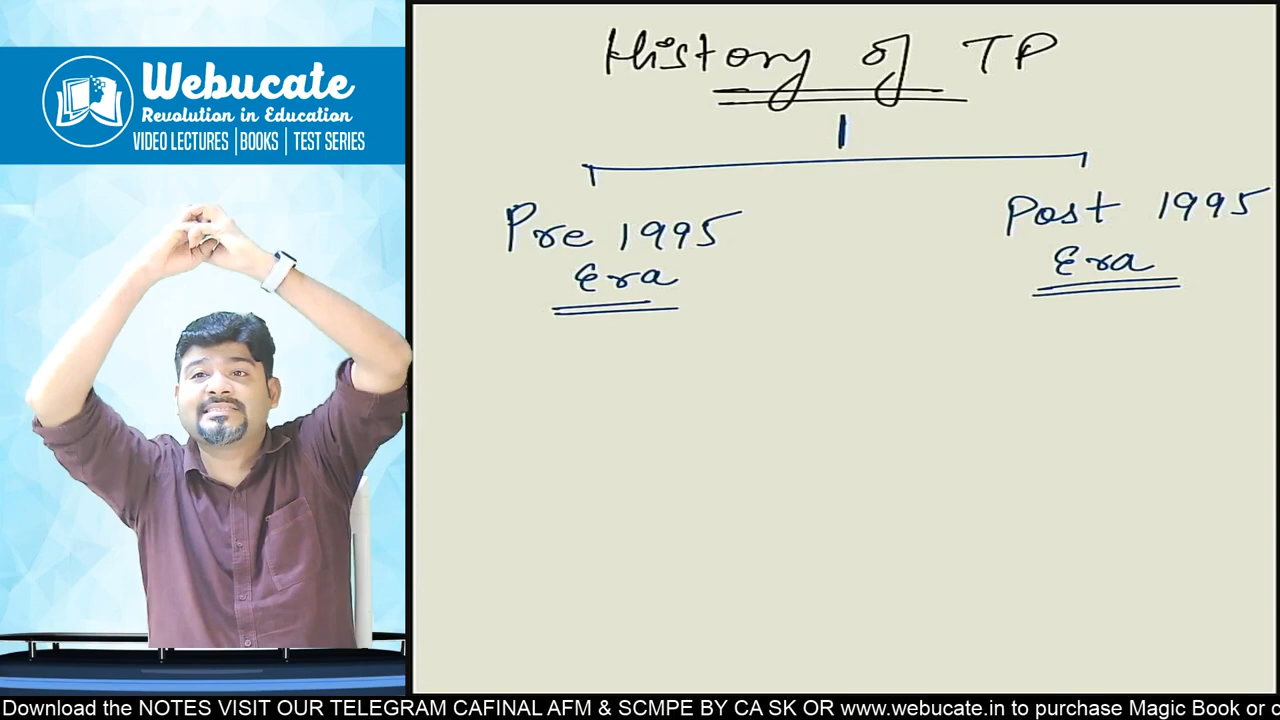 Webucate
Revolution in Education
VIDEO LECTURES | BOOKS | TEST SERIES
History of TP
Pre 1995
Era
Post 1995
Era
Download the NOTES VISIT OUR TELEGRAM CAFINAL AFM & SCMPE BY CA SK OR www.webucate.in to purchase Magic Book or